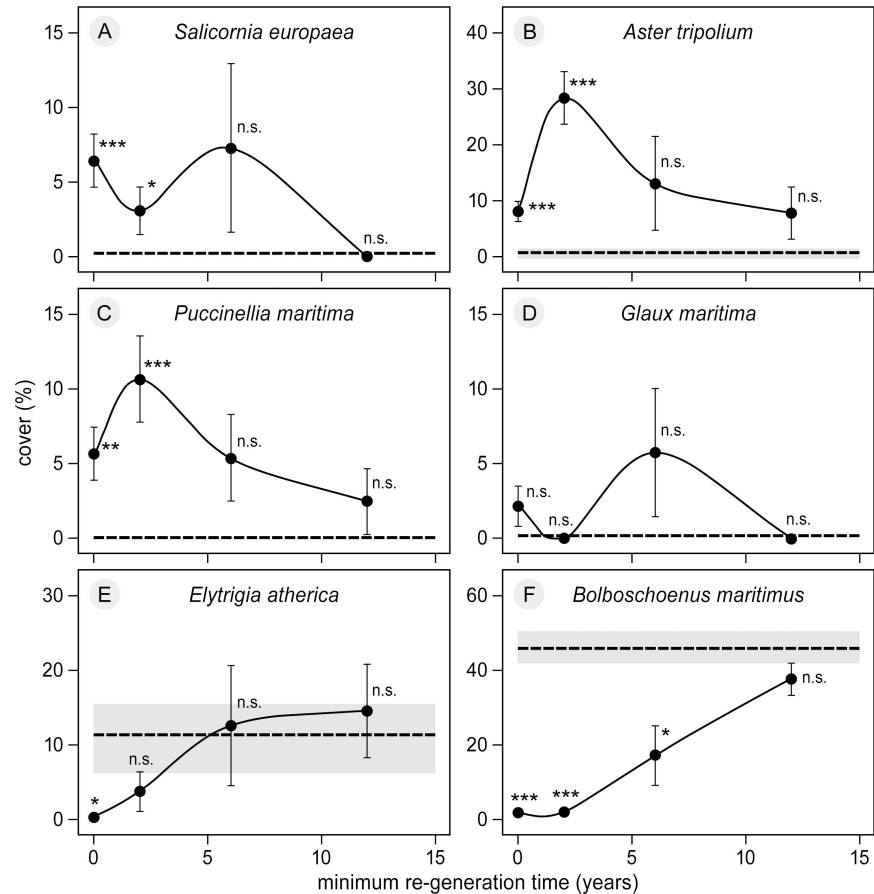 A Salicornia europaea
15
10
5
0
***
*
n.s.
n.s.
B Aster tripolium
40
30
20
10
0
***
***
n.s.
n.s.
C Puccinellia maritima
15
10
5
0
**
***
n.s.
n.s.
D Glaux maritima
15
10
5
0
n.s.
n.s.
n.s.
n.s.
cover (%)
E Elytrigia atherica
30
20
10
0
*
n.s.
n.s.
n.s.
0 5 10 15
F Bolboschoenus maritimus
60
40
20
0
***
***
*
n.s.
0 5 10 15
minimum re-generation time (years)